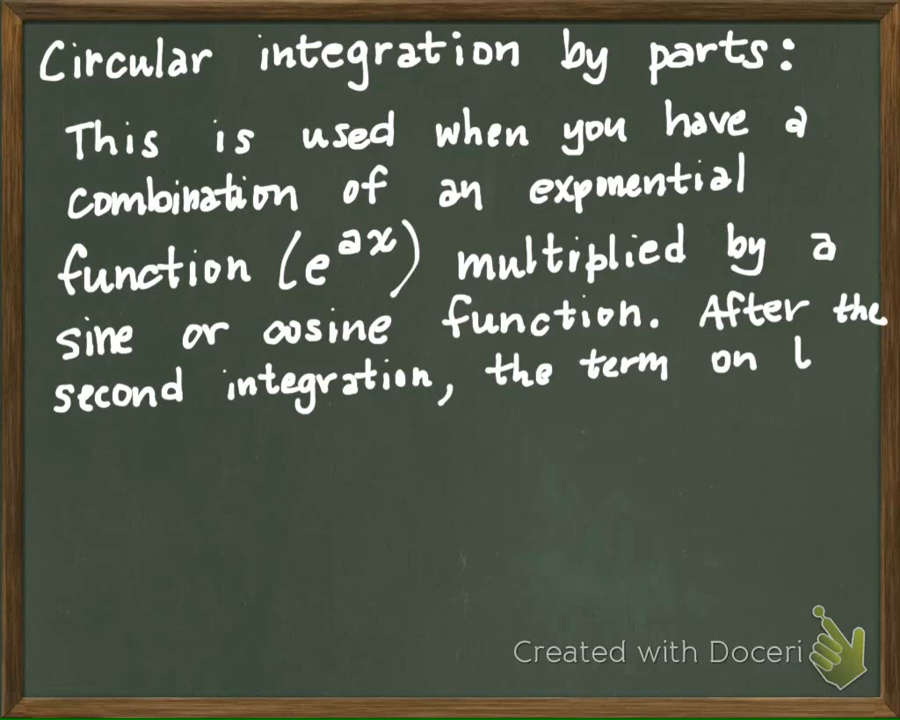 Circular integration by parts:
This is used when you have a
combination of an exponential
function (e^{ax}) multiplied by a
sine or cosine function. After the
second integration, the term on l
Created with Doceri